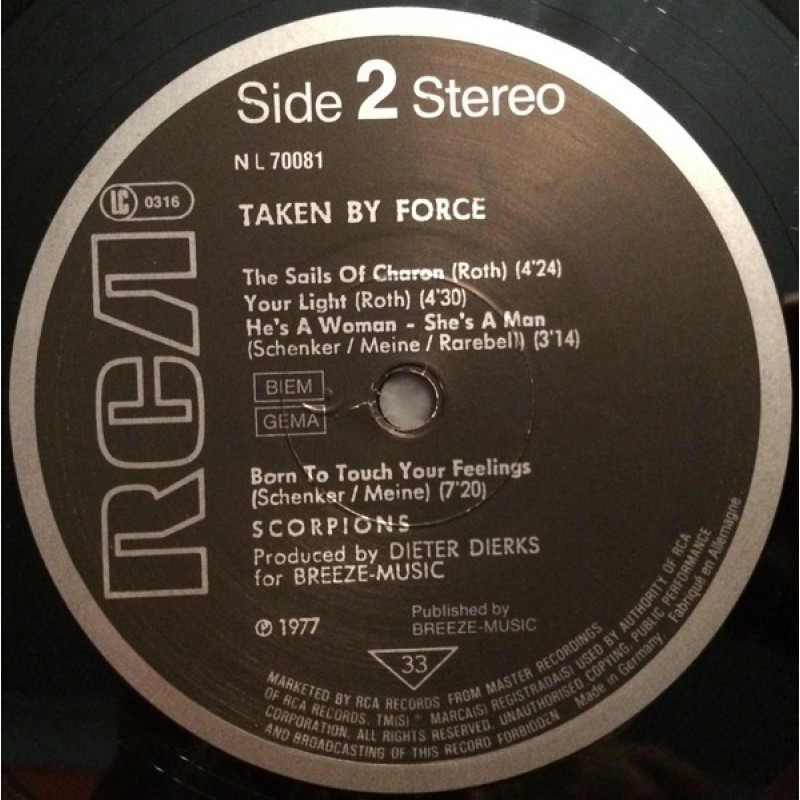 Side 2 Stereo
NL 70081
LC 0316
TAKEN BY FORCE
RCA
The Sails Of Charon (Roth) (4'24)
Your Light (Roth) (4'30)
He's A Woman - She's A Man
(Schenker / Meine / Rarebell) (3'14)
BIEM
GEMA
Born To Touch Your Feelings
(Schenker / Meine) (7'20)
SCORPIONS
Produced by DIETER DIERKS
for BREEZE-MUSIC
℗ 1977
Published by
BREEZE-MUSIC
33
MARKETED BY RCA RECORDS FROM MASTER RECORDINGS
OF RCA RECORDS. TM(S) ® MARCA(S) REGISTRADA(S) USED BY AUTHORITY OF RCA
CORPORATION. ALL RIGHTS RESERVED. UNAUTHORISED COPYING, PUBLIC PERFORMANCE
AND BROADCASTING OF THIS RECORD FORBIDDEN Made in Germany. Fabriqué en Allemagne.